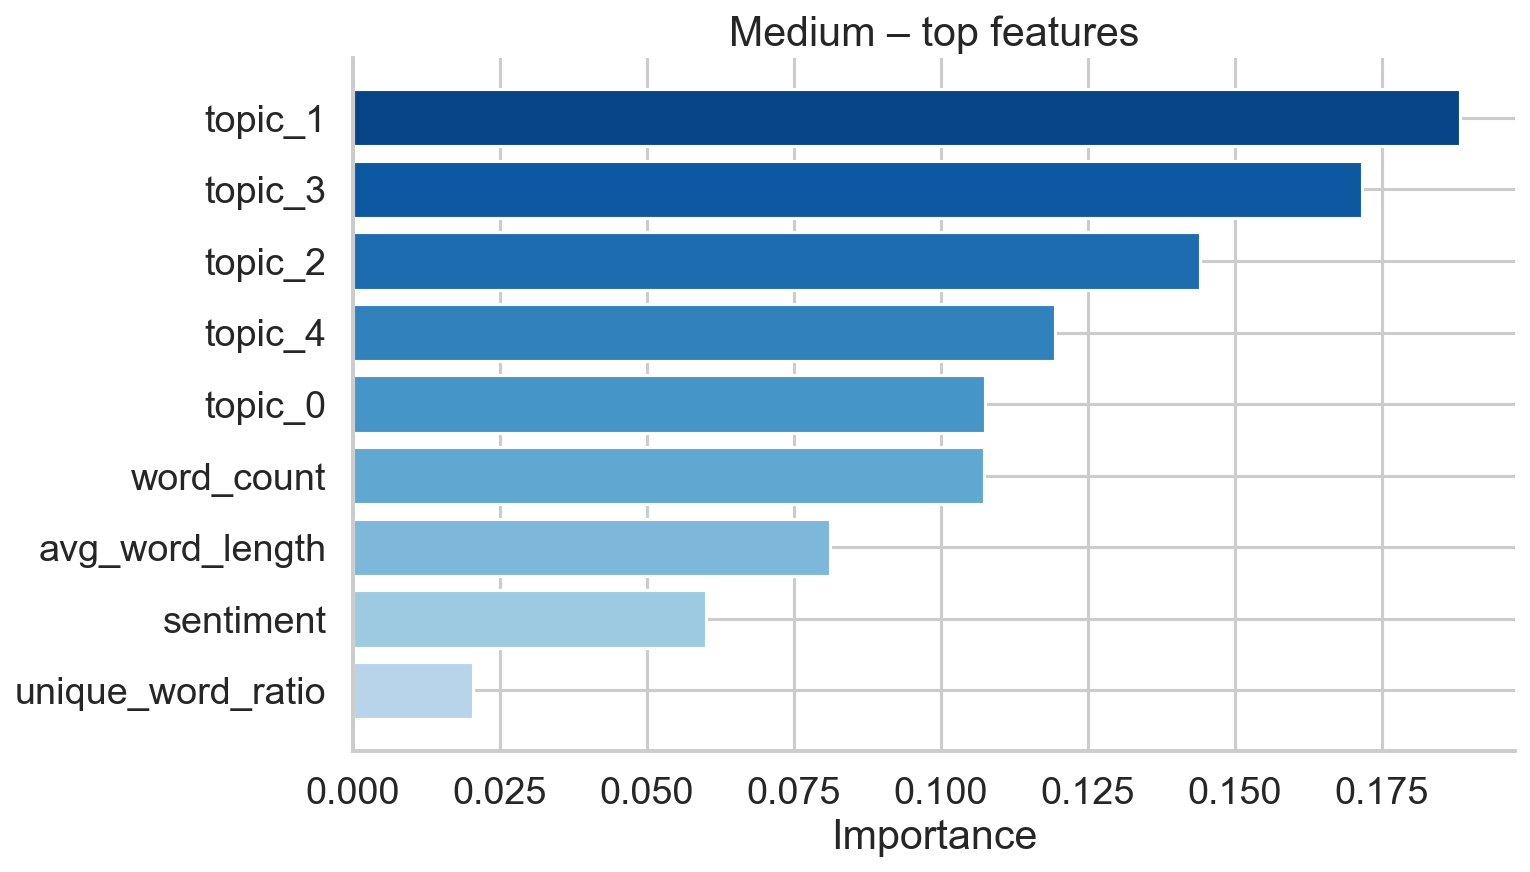 Medium – top features
topic_1
topic_3
topic_2
topic_4
topic_0
word_count
avg_word_length
sentiment
unique_word_ratio
0.000 0.025 0.050 0.075 0.100 0.125 0.150 0.175
Importance